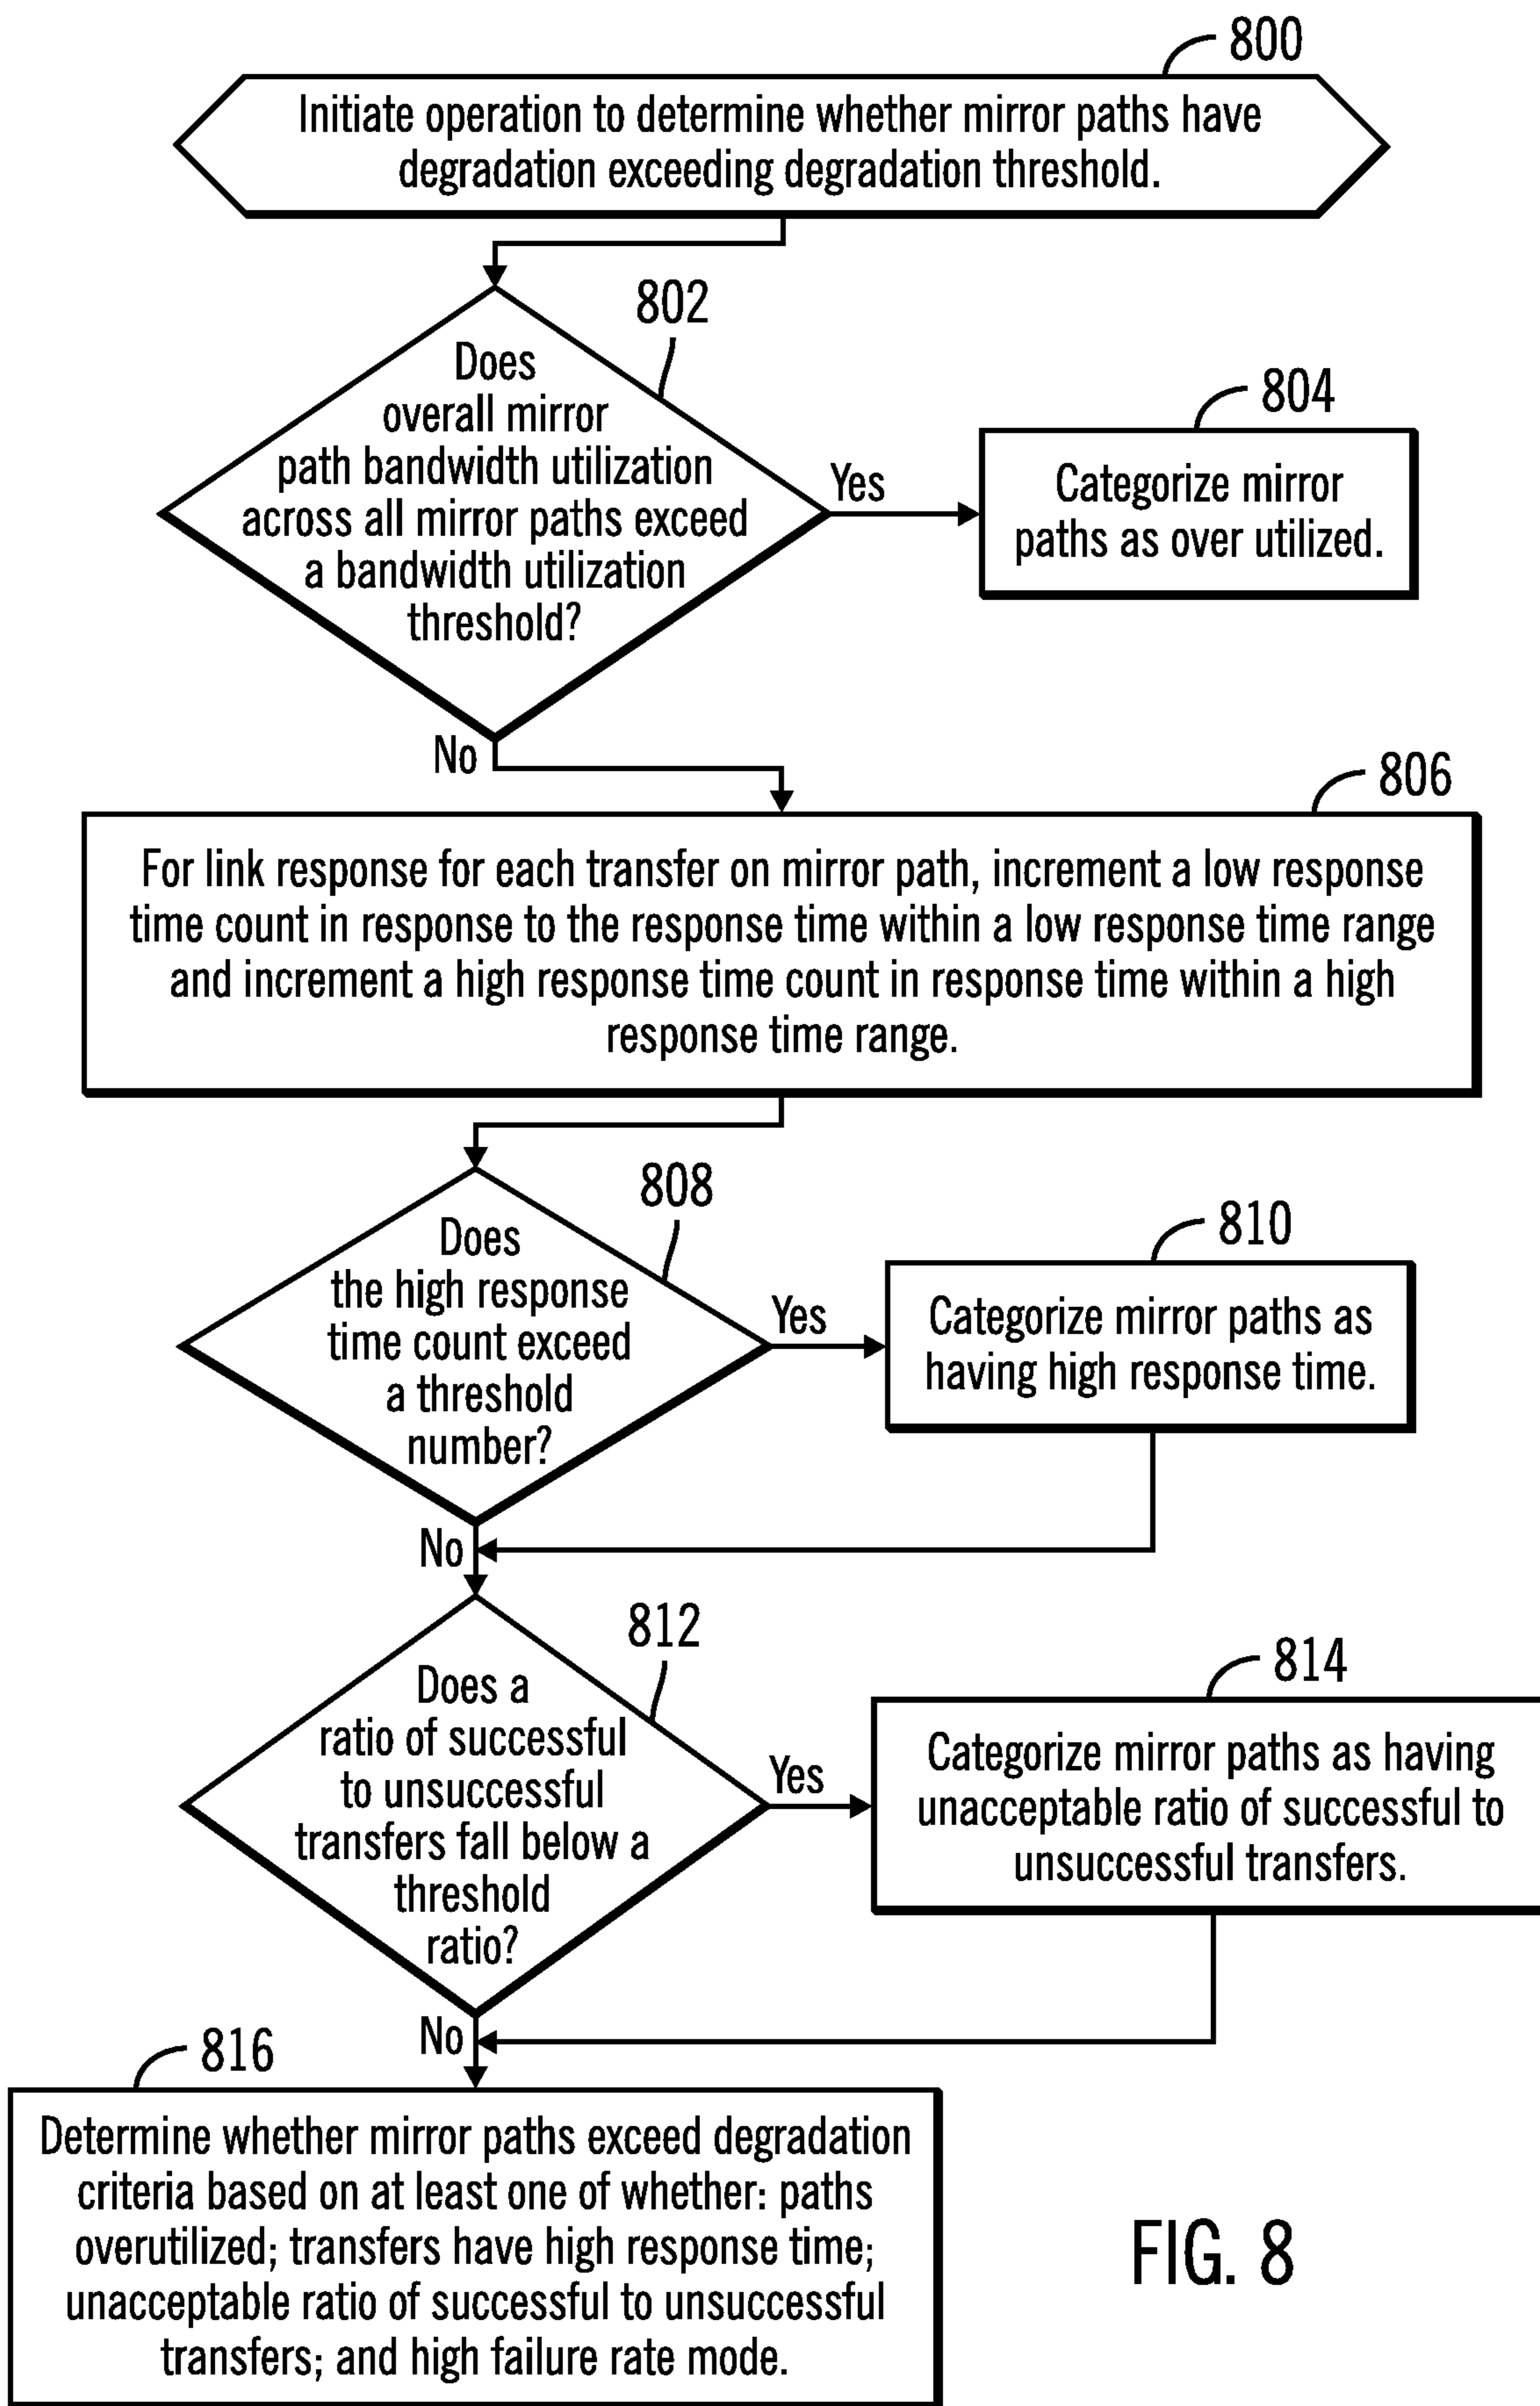 800
Initiate operation to determine whether mirror paths have
degradation exceeding degradation threshold.
802
Does
overall mirror
path bandwidth utilization
across all mirror paths exceed
a bandwidth utilization
threshold?
Yes
804
Categorize mirror
paths as over utilized.
No
806
For link response for each transfer on mirror path, increment a low response
time count in response to the response time within a low response time range
and increment a high response time count in response time within a high
response time range.
808
Does
the high response
time count exceed
a threshold
number?
Yes
810
Categorize mirror paths as
having high response time.
No
812
Does a
ratio of successful
to unsuccessful
transfers fall below a
threshold
ratio?
Yes
814
Categorize mirror paths as having
unacceptable ratio of successful to
unsuccessful transfers.
No
816
Determine whether mirror paths exceed degradation
criteria based on at least one of whether: paths
overutilized; transfers have high response time;
unacceptable ratio of successful to unsuccessful
transfers; and high failure rate mode.
FIG. 8